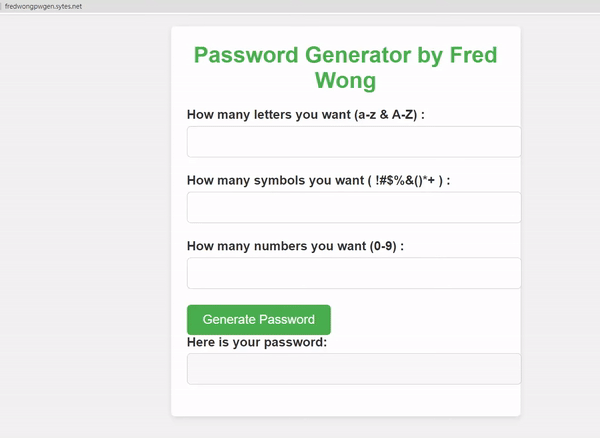 fredwongpwgen.sytes.net
Password Generator by Fred
Wong
How many letters you want (a-z & A-Z) :
How many symbols you want ( !#$%&()*+ ) :
How many numbers you want (0-9) :
Generate Password
Here is your password: